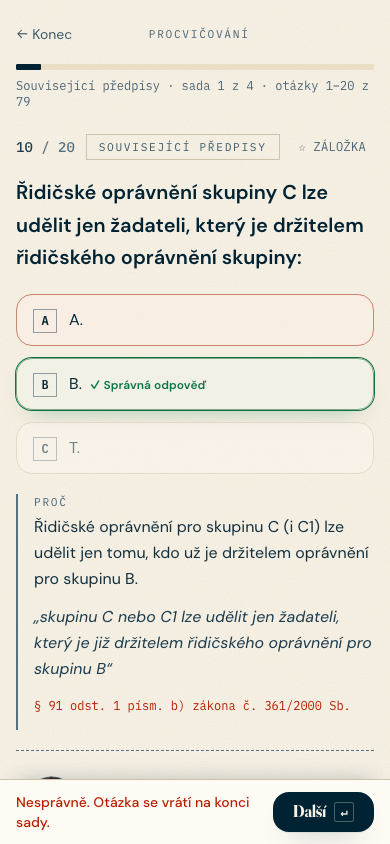 ← Konec
PROCVIČOVÁNÍ
Související předpisy · sada 1 z 4 · otázky 1–20 z
79
10 / 20
SOUVISEJÍCÍ PŘEDPISY
☆ ZÁLOŽKA
Řidičské oprávnění skupiny C lze
udělit jen žadateli, který je držitelem
řidičského oprávnění skupiny:
A A.
B B. ✓ Správná odpověď
C T.
PROČ
Řidičské oprávnění pro skupinu C (i C1) lze
udělit jen tomu, kdo už je držitelem oprávnění
pro skupinu B.
„skupinu C nebo C1 lze udělit jen žadateli,
který je již držitelem řidičského oprávnění pro
skupinu B“
§ 91 odst. 1 písm. b) zákona č. 361/2000 Sb.
Nesprávně. Otázka se vrátí na konci
sady.
Další ↵